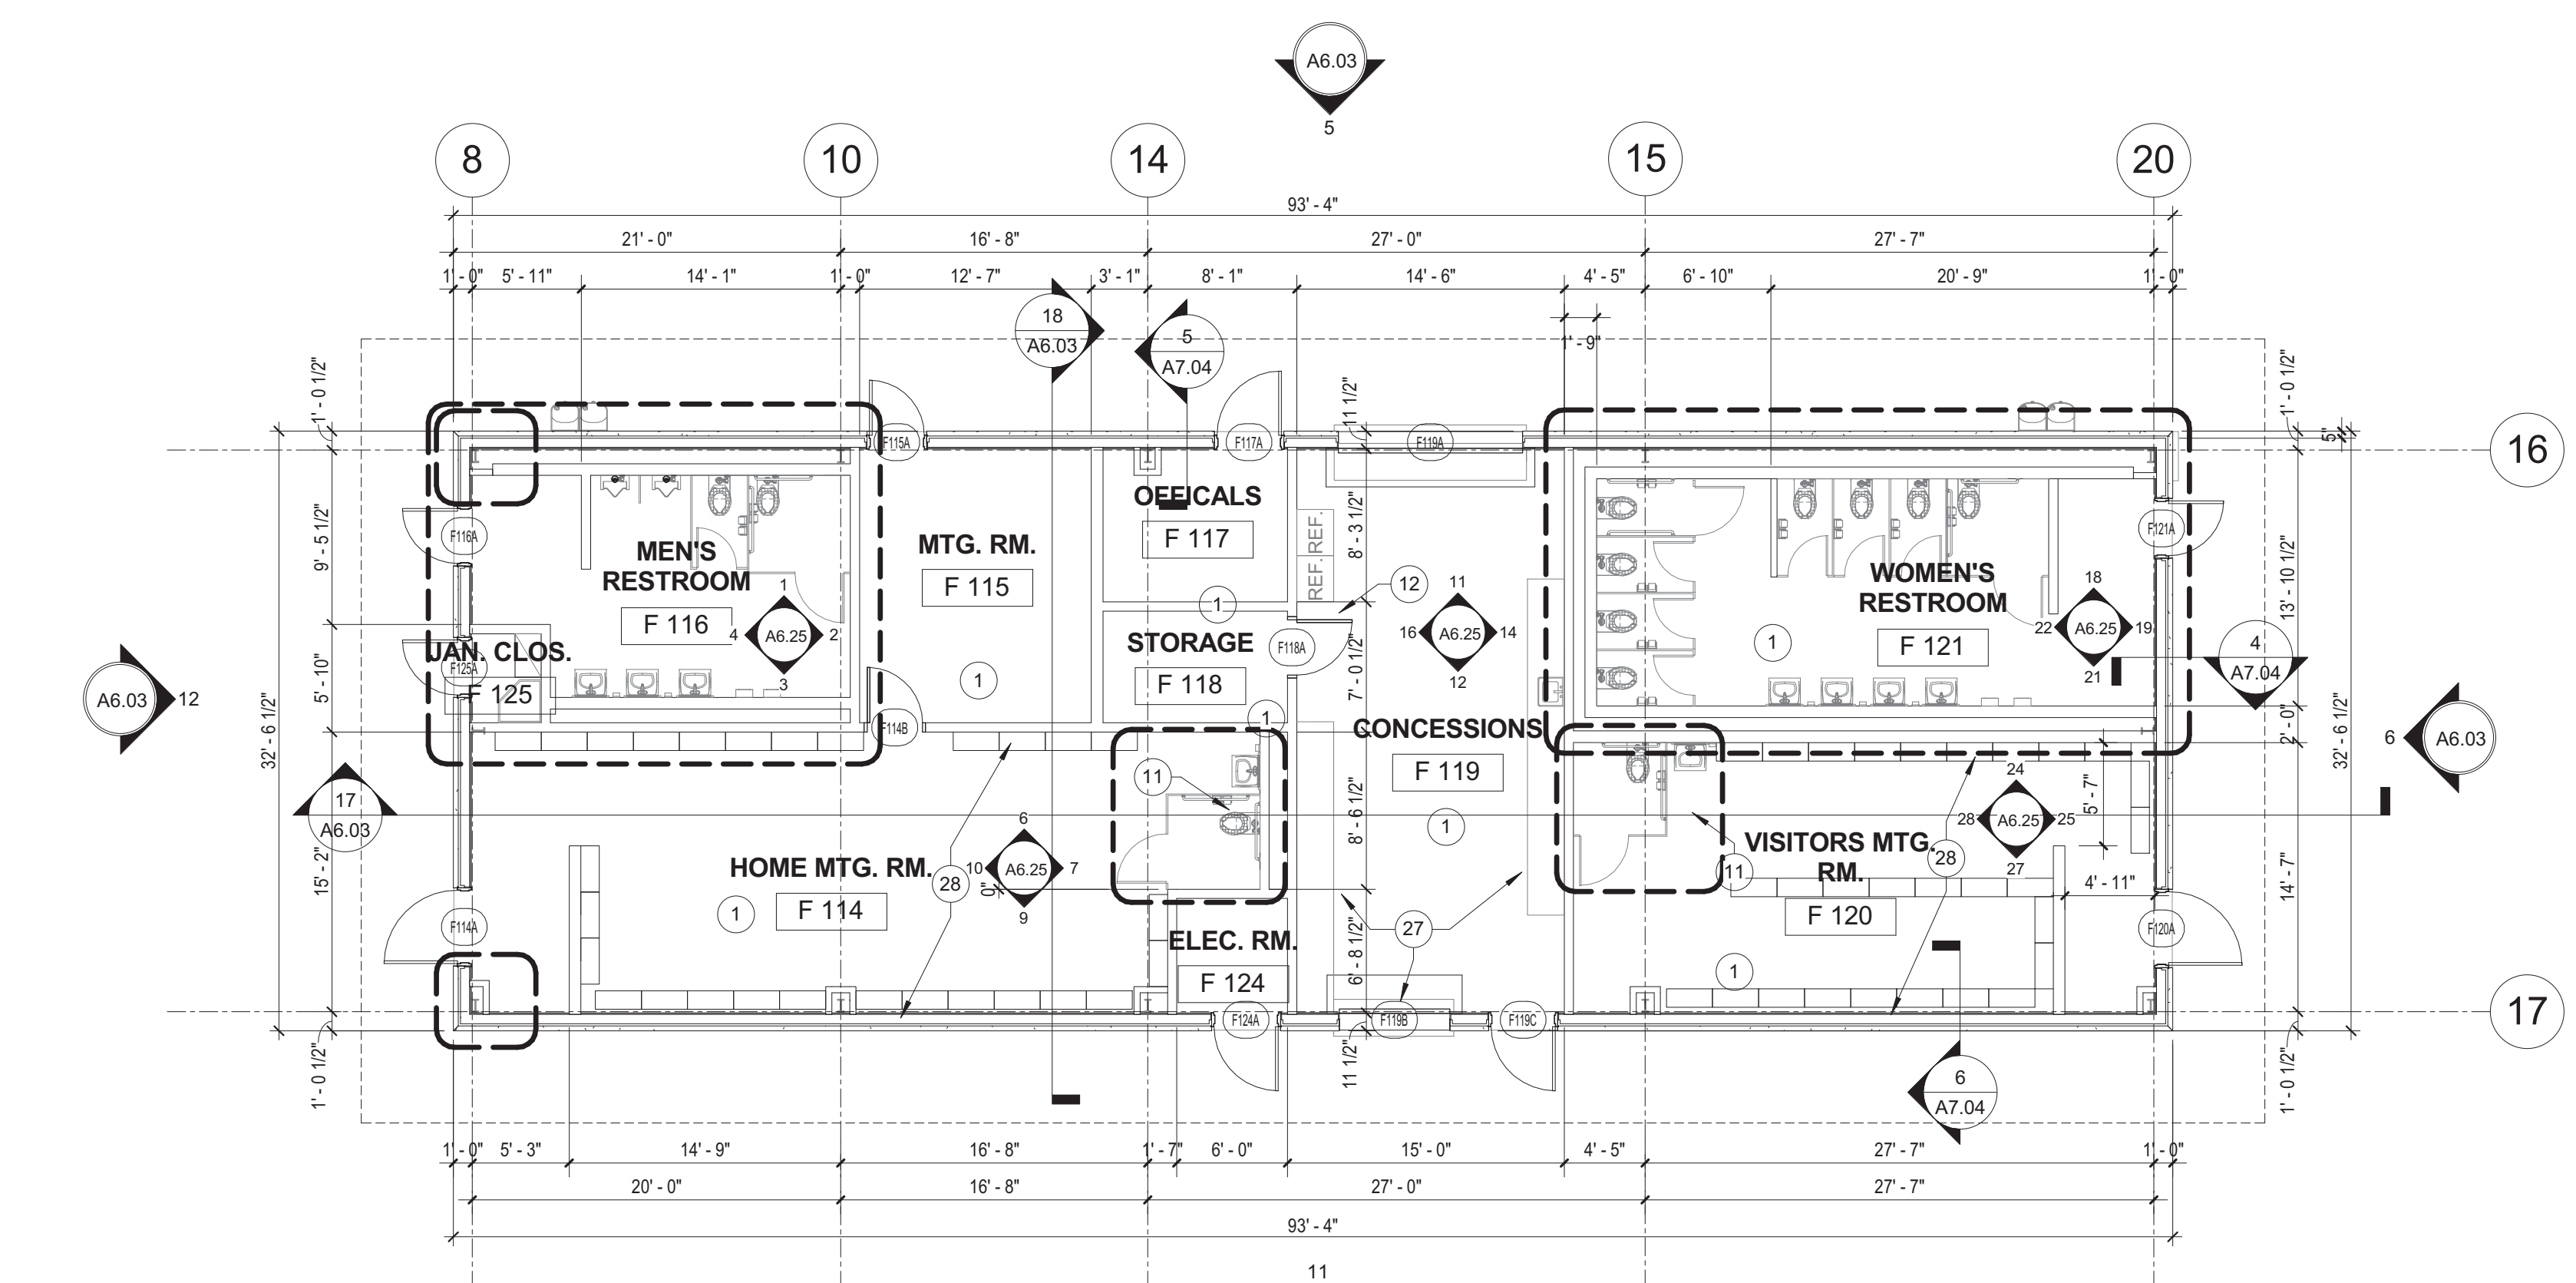 A6.03
5
8
10
14
15
20
93' - 4"
21' - 0"
16' - 8"
27' - 0"
27' - 7"
1' - 0"
5' - 11"
14' - 1"
1' - 0"
12' - 7"
3' - 1"
8' - 1"
14' - 6"
4' - 5"
6' - 10"
20' - 9"
1' - 0"
18
A6.03
5
A7.04
1' - 9"
1' - 0 1/2"
11 1/2"
1' - 0 1/2"
F115A
F117A
F119A
5"
16
OFFICALS
F 117
REF.
REF.
8' - 3 1/2"
9' - 5 1/2"
F116A
MEN'S
RESTROOM
F 116
MTG. RM.
F 115
F121A
13' - 10 1/2"
WOMEN'S
RESTROOM
F 121
1
4
A6.25
2
3
1
12
11
16
A6.25
14
12
18
22
A6.25
19
21
1
4
A7.04
STORAGE
F 118
F118A
7' - 0 1/2"
JAN. CLOS.
F125A
F 125
5' - 10"
1
1
A6.03
12
32' - 6 1/2"
F114B
CONCESSIONS
F 119
2' - 0"
32' - 6 1/2"
6
A6.03
11
17
A6.03
15' - 2"
8' - 6 1/2"
1
24
28
A6.25
25
27
5' - 7"
HOME MTG. RM.
F 114
1
28
6
10
A6.25
7
9
0"
VISITORS MTG.
RM.
F 120
11
28
4' - 11"
14' - 7"
F114A
ELEC. RM.
F 124
6' - 8 1/2"
27
F120A
1
F124A
F119B
F119C
17
1' - 0 1/2"
11 1/2"
6
A7.04
1' - 0 1/2"
1' - 0"
5' - 3"
14' - 9"
16' - 8"
1' - 7"
6' - 0"
15' - 0"
4' - 5"
27' - 7"
1' - 0"
20' - 0"
16' - 8"
27' - 0"
27' - 7"
93' - 4"
11